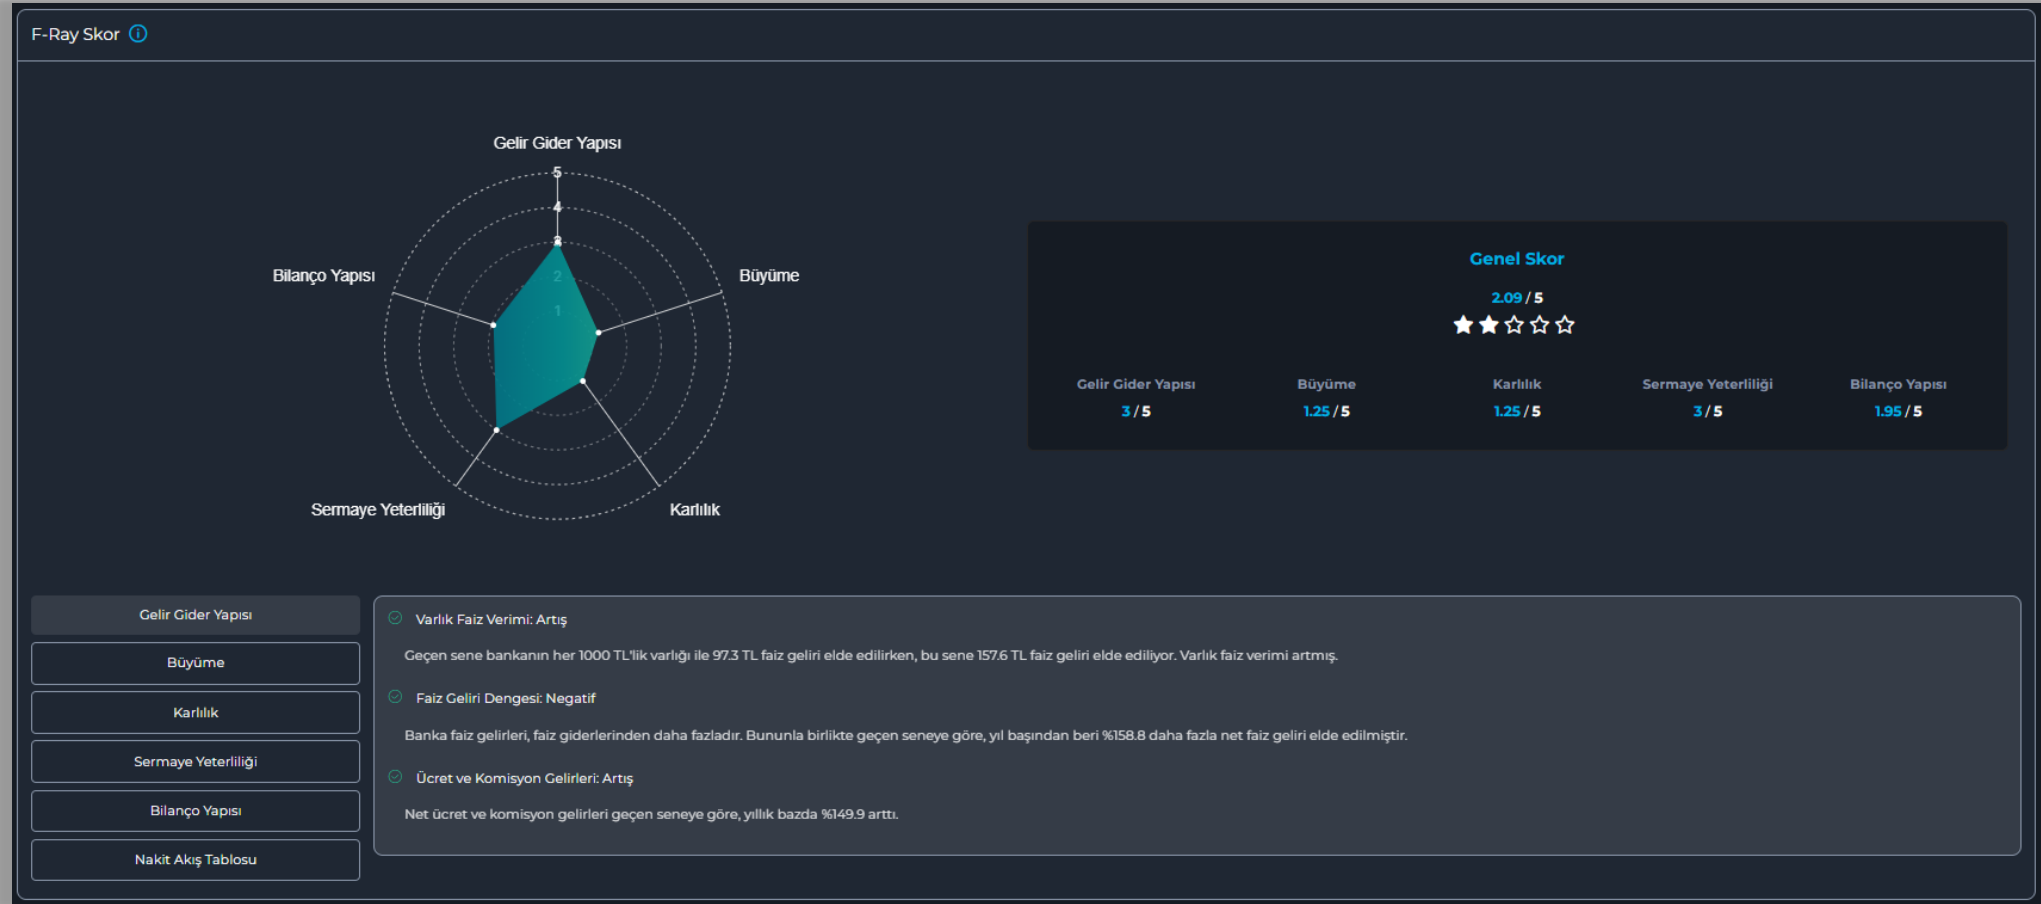 F-Ray Skor
Gelir Gider Yapısı
5
4
3
2
1
Bilanço Yapısı
Büyüme
Sermaye Yeterliliği
Karlılık
Genel Skor
2.09 / 5
Gelir Gider Yapısı Büyüme Karlılık Sermaye Yeterliliği Bilanço Yapısı
3 / 5 1.25 / 5 1.25 / 5 3 / 5 1.95 / 5
Gelir Gider Yapısı
Büyüme
Karlılık
Sermaye Yeterliliği
Bilanço Yapısı
Nakit Akış Tablosu
Varlık Faiz Verimi: Artış
Geçen sene bankanın her 1000 TL'lik varlığı ile 97.3 TL faiz geliri elde edilirken, bu sene 157.6 TL faiz geliri elde ediliyor. Varlık faiz verimi artmış.
Faiz Geliri Dengesi: Negatif
Banka faiz gelirleri, faiz giderlerinden daha fazladır. Bununla birlikte geçen seneye göre, yıl başından beri %158.8 daha fazla net faiz geliri elde edilmiştir.
Ücret ve Komisyon Gelirleri: Artış
Net ücret ve komisyon gelirleri geçen seneye göre, yıllık bazda %149.9 arttı.